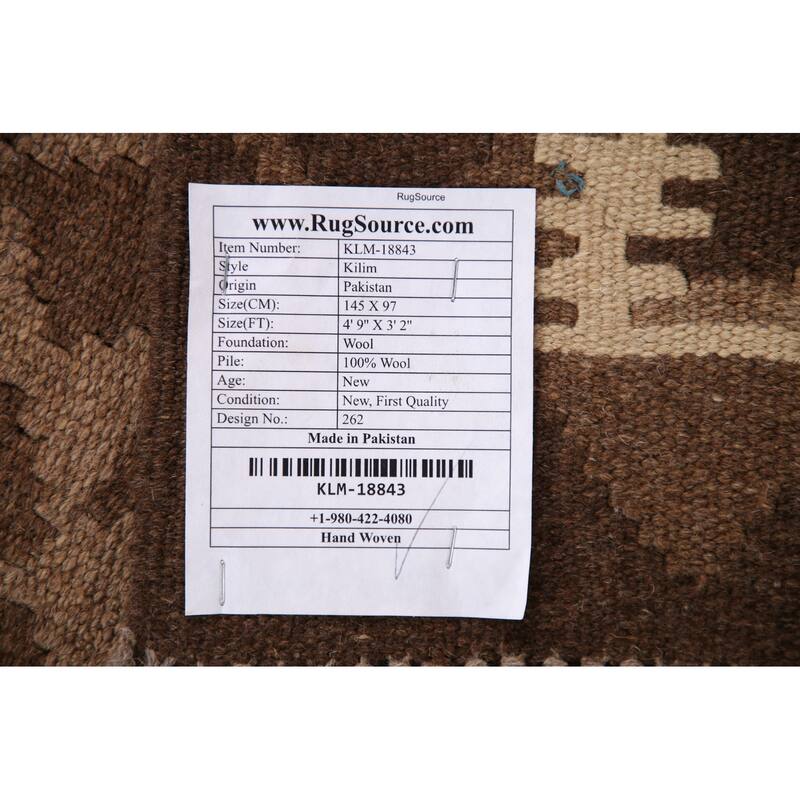 RugSource
www.RugSource.com
Item Number: KLM-18843
Style Kilim
Origin Pakistan
Size(CM): 145 X 97
Size(FT): 4' 9" X 3' 2"
Foundation: Wool
Pile: 100% Wool
Age: New
Condition: New, First Quality
Design No.: 262
Made in Pakistan
KLM-18843
+1-980-422-4080
Hand Woven